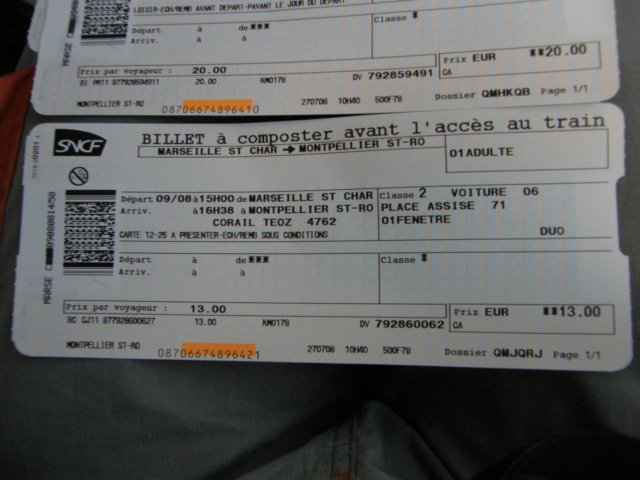 LOISIR-ECH/REMB AVANT DEPART-PAYANT LE JOUR DU DEPART
Départ à de***
Arriv. à à
Classe *
Prix par voyageur : 20.00
Prix EUR **20.00
BI PM11 877928594911 20.00 KM0178 DV 792859491
CA
MONTPELLIER ST-RO 08706674896410 270708 10H40 500F78 Dossier QMHKQB Page 1/1
SNCF
BILLET à composter avant l'accès au train
MARSEILLE ST CHAR → MONTPELLIER ST-RO
01ADULTE
Départ 09/08 à 15H00 de MARSEILLE ST CHAR
Arriv. à 16H38 à MONTPELLIER ST-RO
CORAIL TEOZ 4762
CARTE 12-25 A PRESENTER-ECH/REMB SOUS CONDITIONS
Classe 2 VOITURE 06
PLACE ASSISE 71
01FENETRE
DUO
Départ à de***
Arriv. à à
Classe *
Prix par voyageur : 13.00
Prix EUR **13.00
BC CJ11 877928600627 13.00 KM0178 DV 792860062
CA
MONTPELLIER ST-RO 08706674896421 270708 10H40 500F78 Dossier QMJQRJ Page 1/1